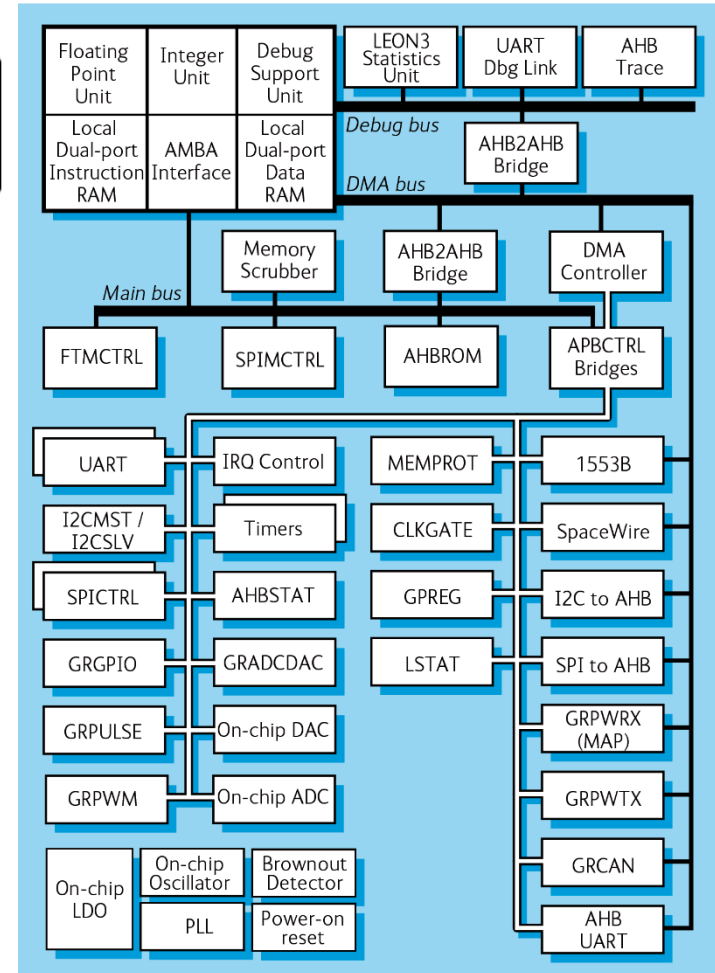 Floating
Point
Unit
Integer
Unit
Debug
Support
Unit
LEON3
Statistics
Unit
UART
Dbg Link
AHB
Trace
Debug bus
Local
Dual-port
Instruction
RAM
AMBA
Interface
Local
Dual-port
Data
RAM
AHB2AHB
Bridge
DMA bus
Memory
Scrubber
AHB2AHB
Bridge
DMA
Controller
Main bus
FTMCTRL
SPIMCTRL
AHBROM
APBCTRL
Bridges
UART
IRQ Control
MEMPROT
1553B
I2CMST /
I2CSLV
Timers
CLKGATE
SpaceWire
SPICTRL
AHBSTAT
GPREG
I2C to AHB
GRGPIO
GRADCDAC
LSTAT
SPI to AHB
GRPULSE
On-chip DAC
GRPWRX
(MAP)
GRPWM
On-chip ADC
GRPWTX
On-chip
LDO
On-chip
Oscillator
Brownout
Detector
GRCAN
PLL
Power-on
reset
AHB
UART